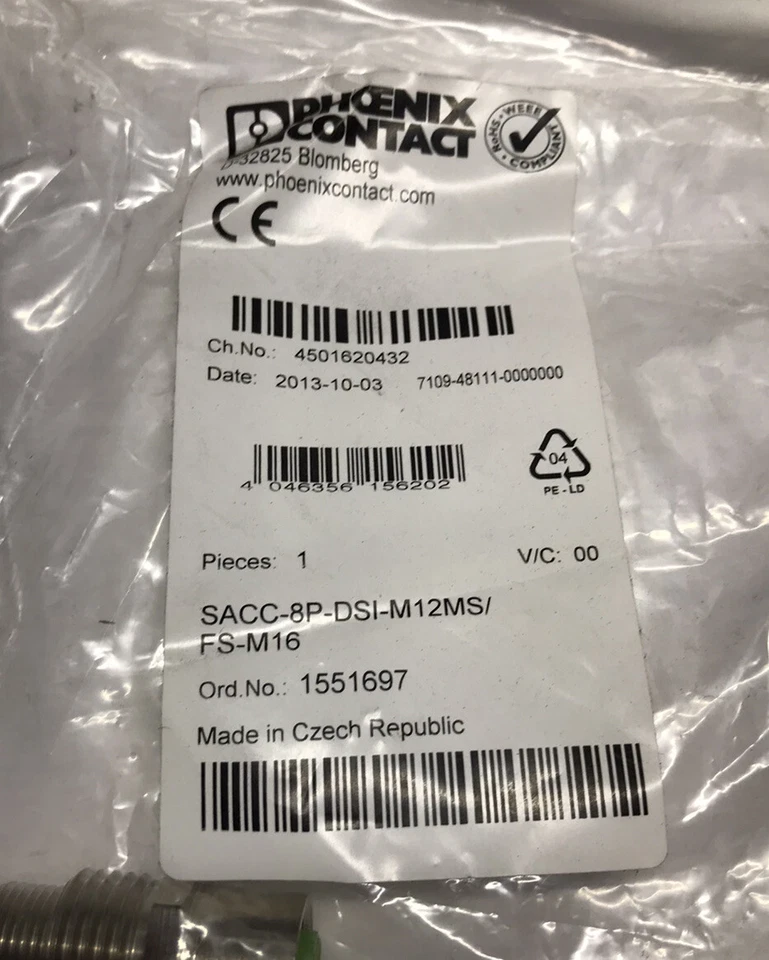 PHŒNIX
CONTACT
RoHS • WEEE • COMPLIANT
D-32825 Blomberg
www.phoenixcontact.com
CE
Ch.No.: 4501620432
Date: 2013-10-03 7109-48111-0000000
4 046356 156202
04
PE-LD
Pieces: 1 V/C: 00
SACC-8P-DSI-M12MS/
FS-M16
Ord.No.: 1551697
Made in Czech Republic